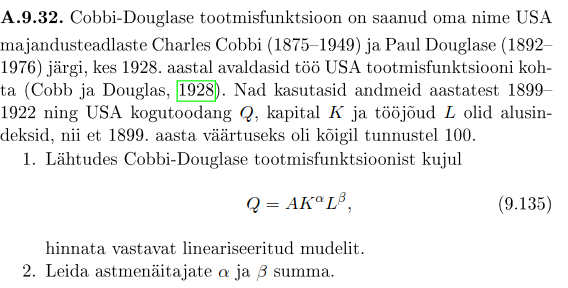 A.9.32. Cobbi-Douglase tootmisfunktsioon on saanud oma nime USA
majandusteadlaste Charles Cobbi (1875–1949) ja Paul Douglase (1892–
1976) järgi, kes 1928. aastal avaldasid töö USA tootmisfunktsiooni koh-
ta (Cobb ja Douglas, 1928). Nad kasutasid andmeid aastatest 1899–
1922 ning USA kogutoodang Q, kapital K ja tööjõud L olid alusin-
deksid, nii et 1899. aasta väärtuseks oli kõigil tunnustel 100.
1. Lähtudes Cobbi-Douglase tootmisfunktsioonist kujul
Q = AK^α L^β, (9.135)
hinnata vastavat lineariseeritud mudelit.
2. Leida astmenäitajate α ja β summa.